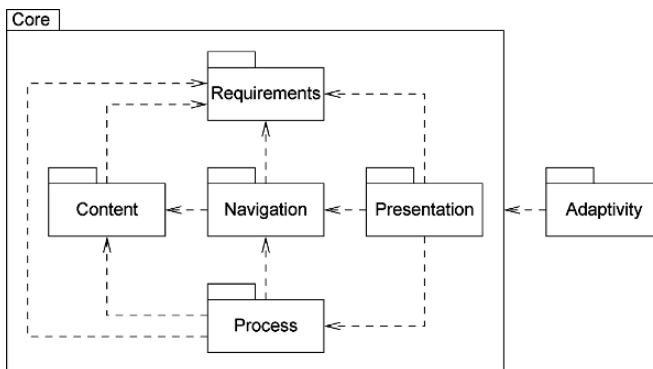 Core
Requirements
Content
Navigation
Presentation
Adaptivity
Process